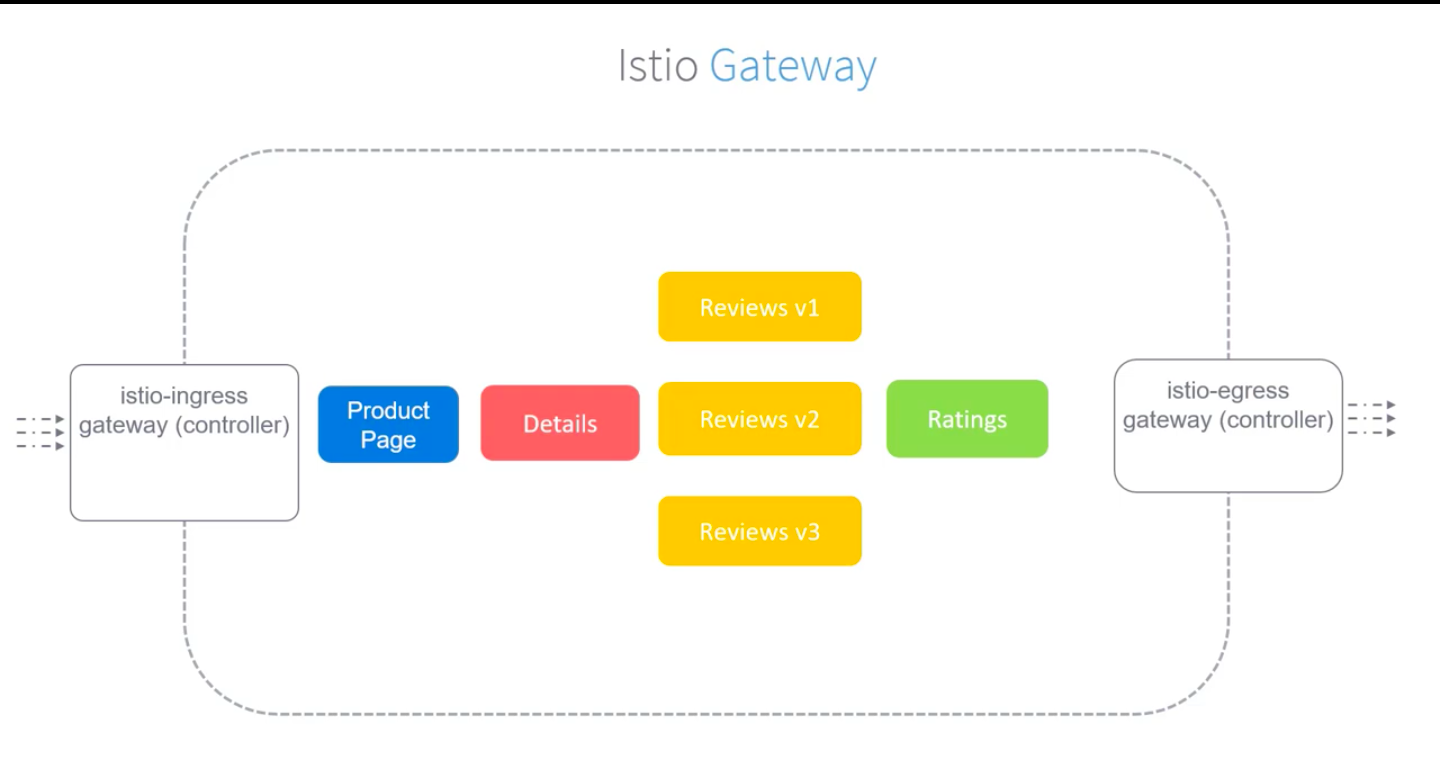 Istio Gateway
istio-ingress
gateway (controller)
Product
Page
Details
Reviews v1
Reviews v2
Reviews v3
Ratings
istio-egress
gateway (controller)